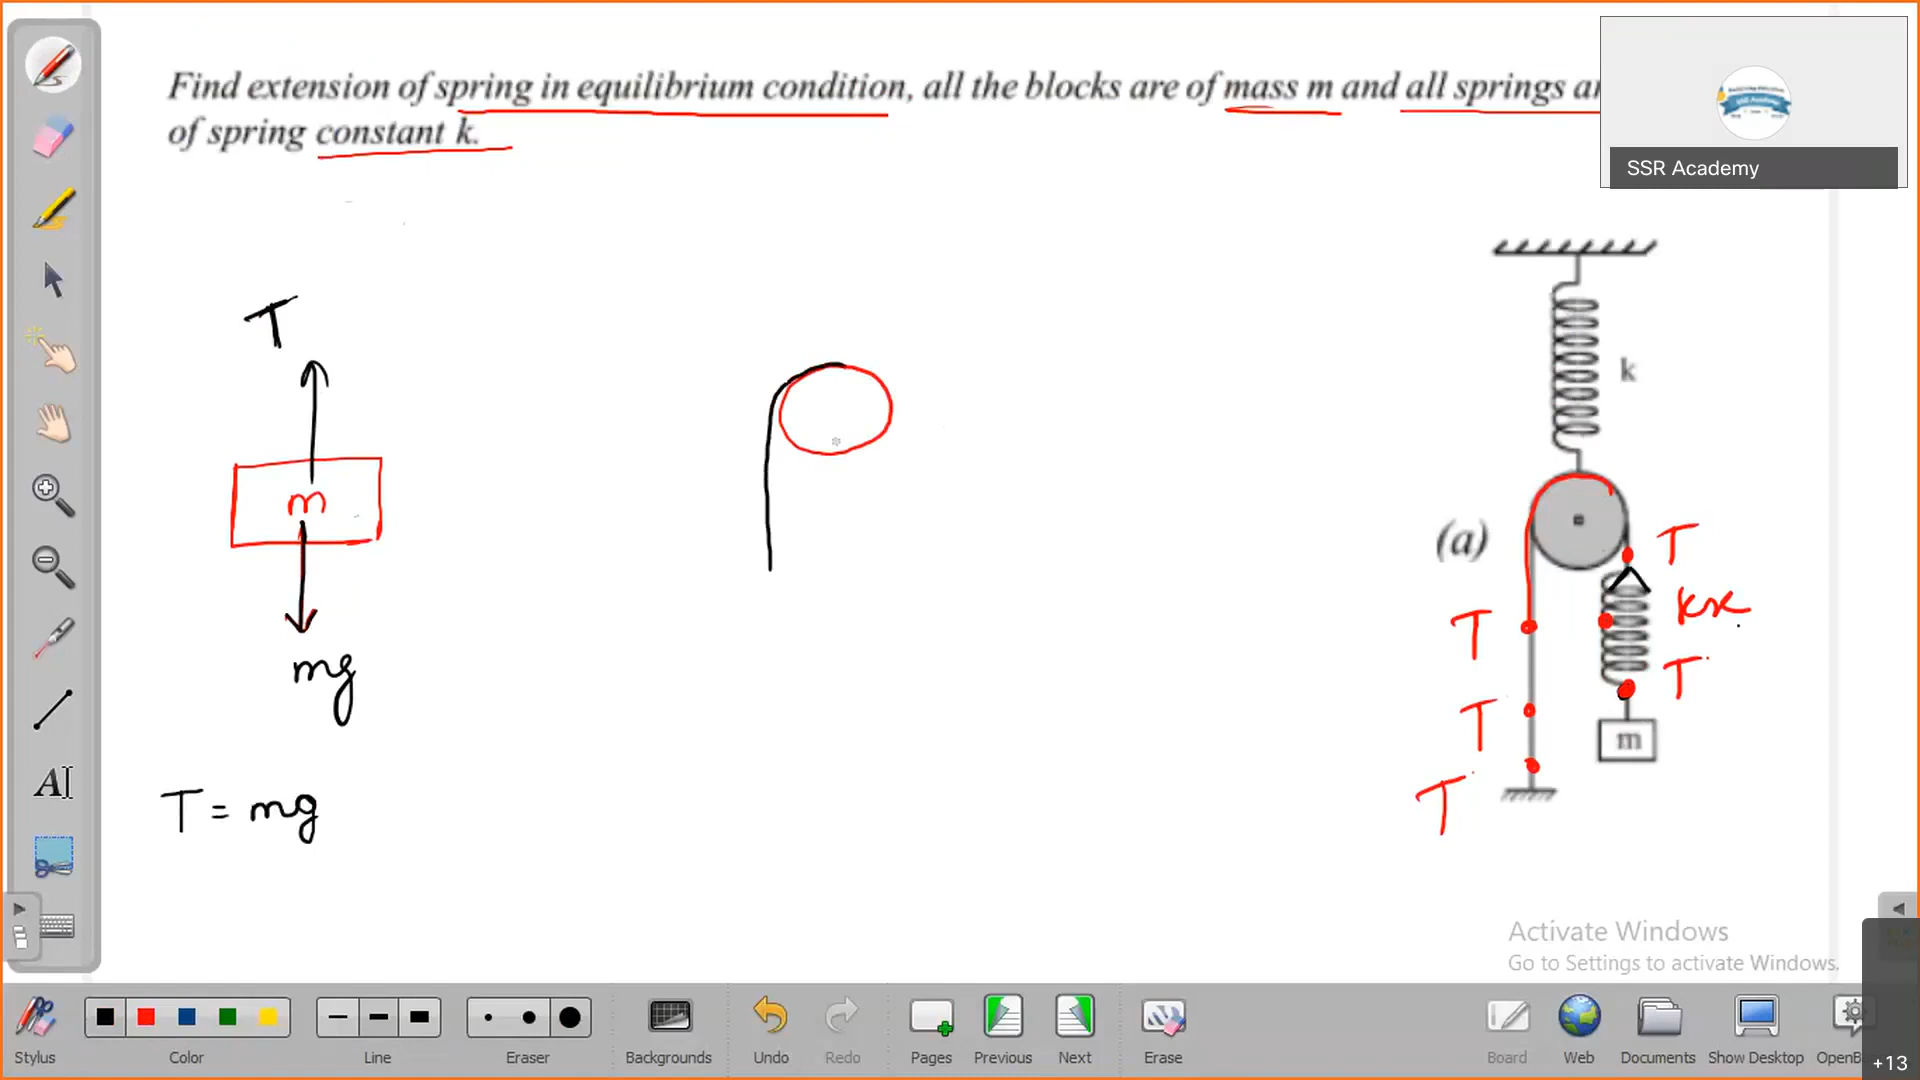 Find extension of spring in equilibrium condition, all the blocks are of mass m and all springs
of spring constant k.
SSR Academy
T
m
mg
T = mg
k
(a)
T
kx
T
T
T
T
m
Activate Windows
Go to Settings to activate Windows.
Stylus
Color
Line
Eraser
Backgrounds
Undo
Redo
Pages
Previous
Next
Erase
Board
Web
Documents
Show Desktop
OpenB
+13